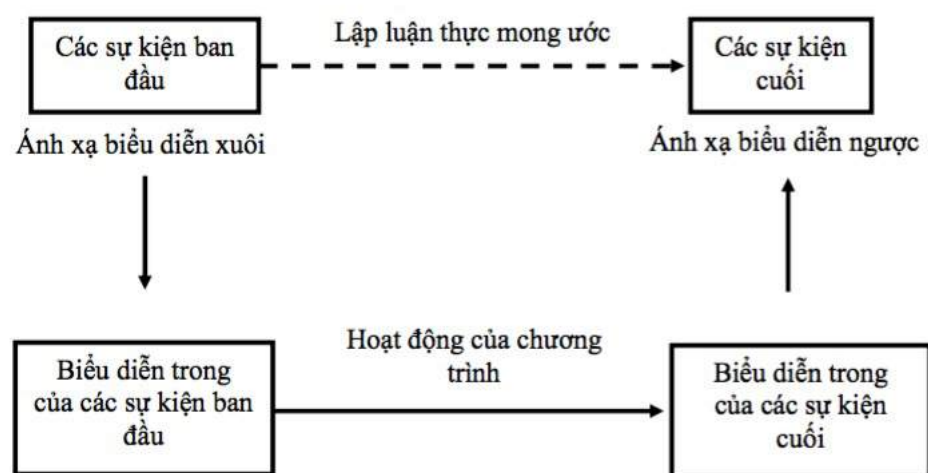 Các sự kiện ban
đầu
Lập luận thực mong ước
Các sự kiện
cuối
Ánh xạ biểu diễn xuôi
Ánh xạ biểu diễn ngược
Biểu diễn trong
của các sự kiện ban
đầu
Hoạt động của chương
trình
Biểu diễn trong
của các sự kiện
cuối